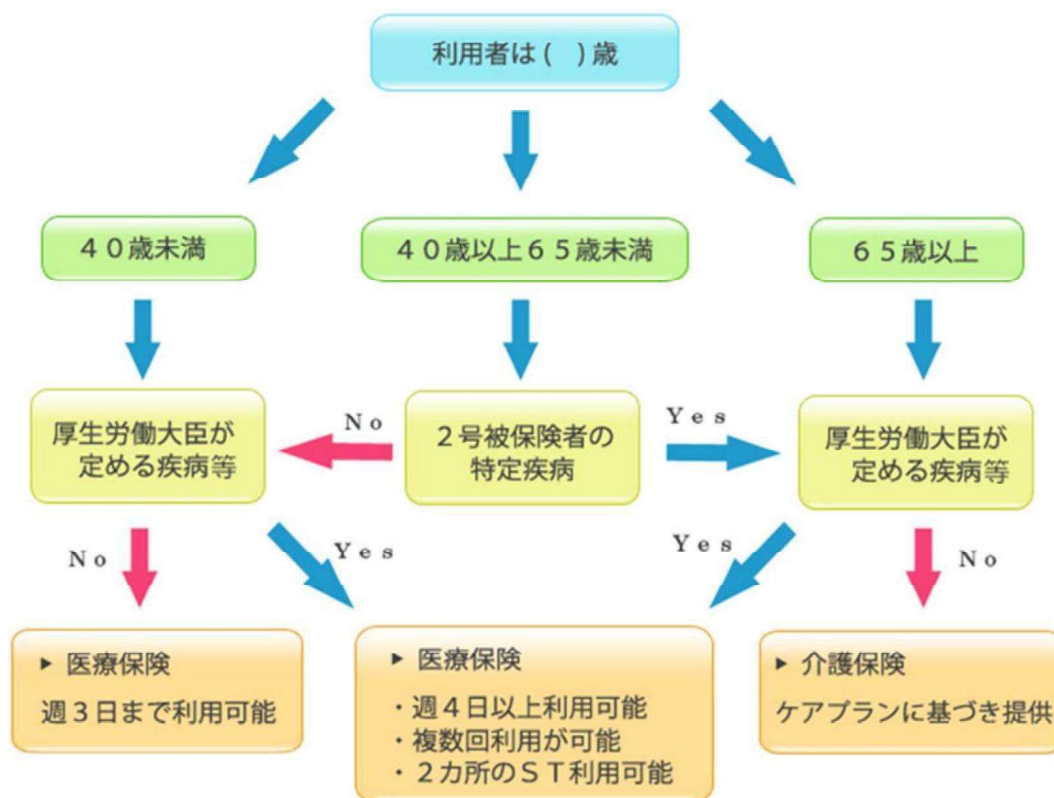 利用者は(　)歳
４０歳未満
４０歳以上６５歳未満
６５歳以上
厚生労働大臣が
定める疾病等
No
２号被保険者の
特定疾病
Yes
厚生労働大臣が
定める疾病等
No
Yes
Yes
No
▶ 医療保険
週３日まで利用可能
▶ 医療保険
・週４日以上利用可能
・複数回利用が可能
・２カ所のＳＴ利用可能
▶ 介護保険
ケアプランに基づき提供